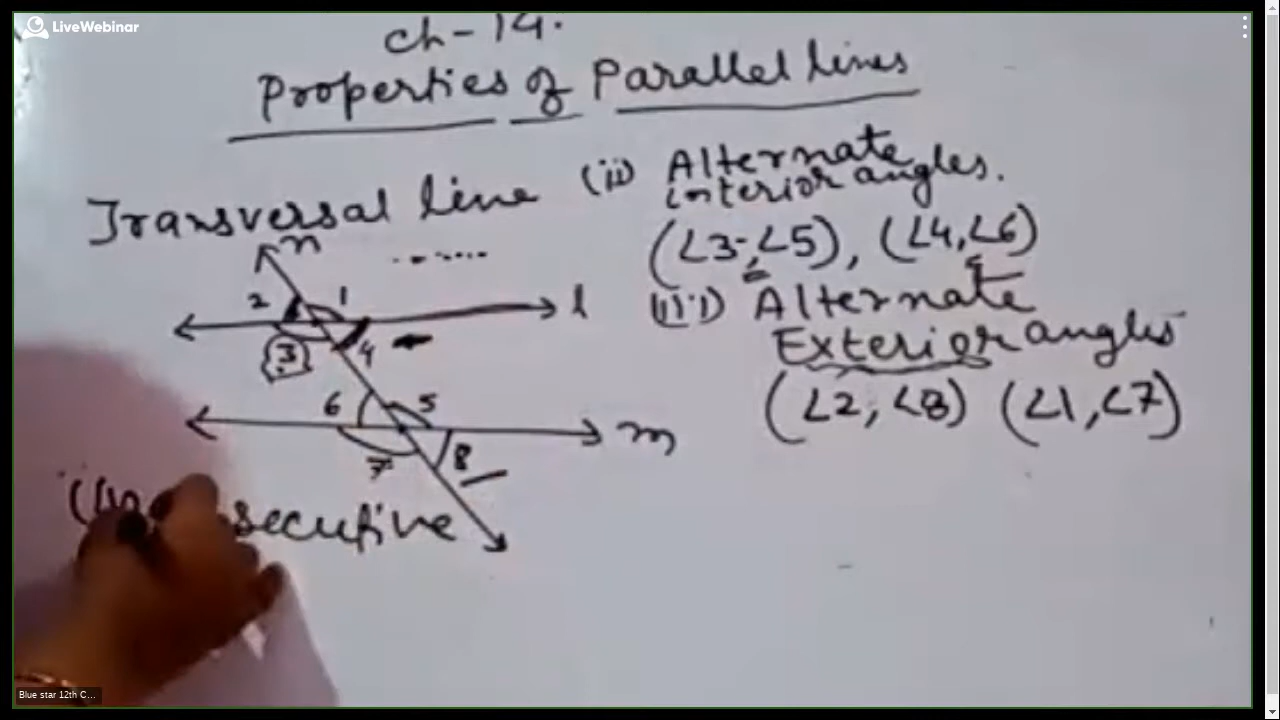 LiveWebinar
ch-14.
Properties of Parallel lines
Transversal line
n
2 1
l
3 4
6 5
m
7 8
(ii) Alternate
interior angles.
(∠3,∠5), (∠4,∠6)
(iii) Alternate
Exterior angles
(∠2,∠8) (∠1,∠7)
secutive
Blue star 12th C...